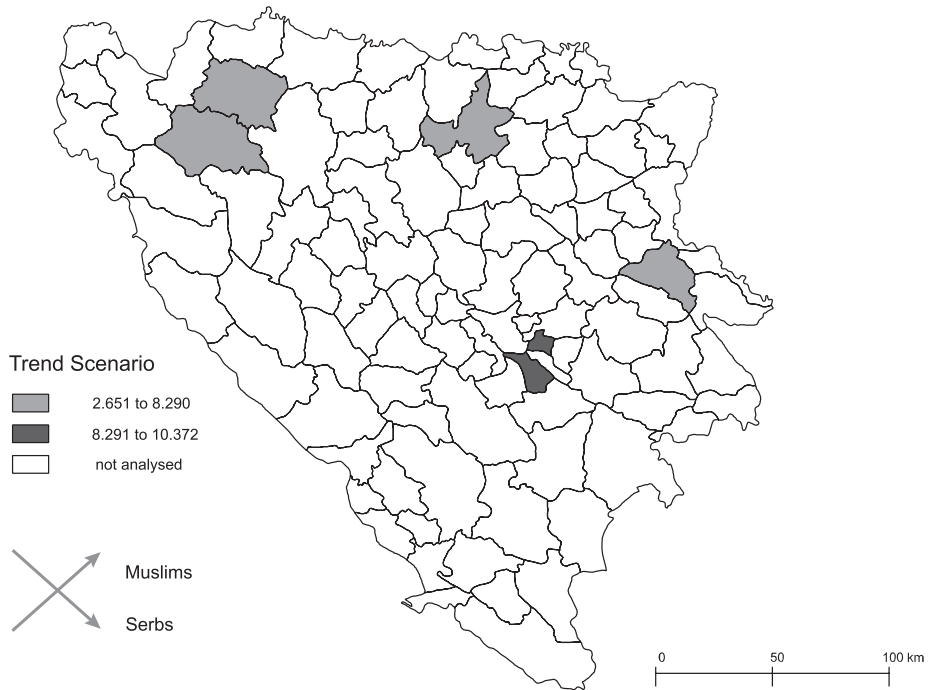 Trend Scenario
2.651 to 8.290
8.291 to 10.372
not analysed
Muslims
Serbs
0 50 100 km